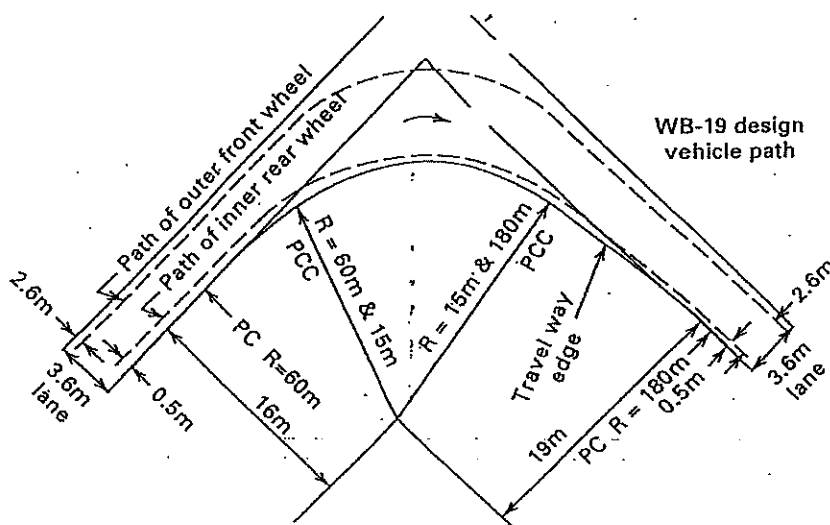 Path of outer front wheel
Path of inner rear wheel
WB-19 design
vehicle path
2.6m
3.6m
lane
0.5m
PC R=60m
16m
R = 60m & 15m
PCC
R = 15m & 180m
PCC
Travel way
edge
19m
PC R = 180m
0.5m
2.6m
3.6m
lane